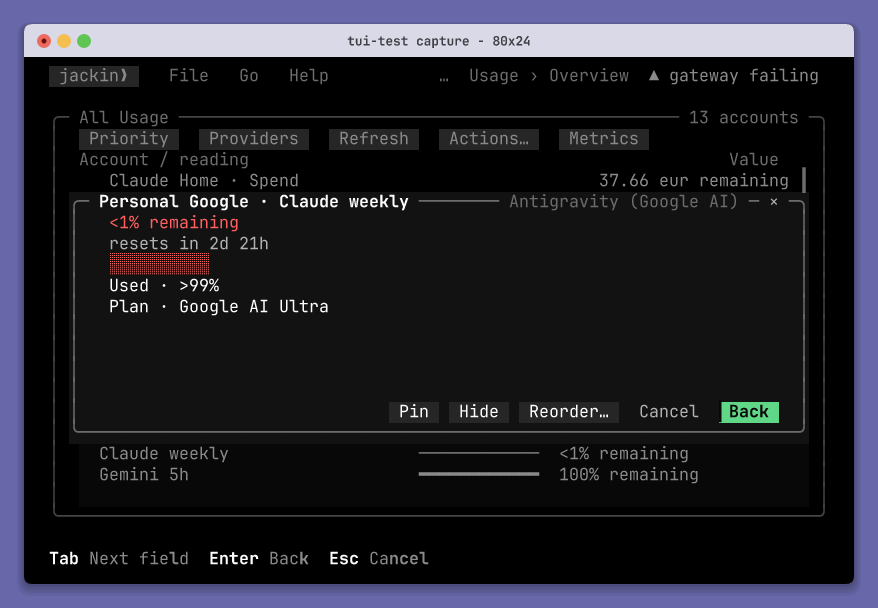 tui-test capture - 80x24
jackin❯ File Go Help … Usage › Overview ▲ gateway failing
All Usage 13 accounts
Priority Providers Refresh Actions… Metrics
Account / reading Value
Claude Home · Spend 37.66 eur remaining
Personal Google · Claude weekly Antigravity (Google AI) ×
<1% remaining
resets in 2d 21h
Used · >99%
Plan · Google AI Ultra
Pin Hide Reorder… Cancel Back
Claude weekly <1% remaining
Gemini 5h 100% remaining
Tab Next field Enter Back Esc Cancel